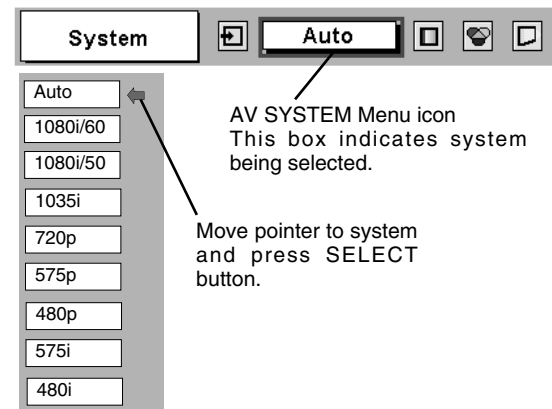 System
Auto
AV SYSTEM Menu icon
This box indicates system
being selected.
Auto
1080i/60
1080i/50
1035i
720p
575p
480p
575i
480i
Move pointer to system
and press SELECT
button.